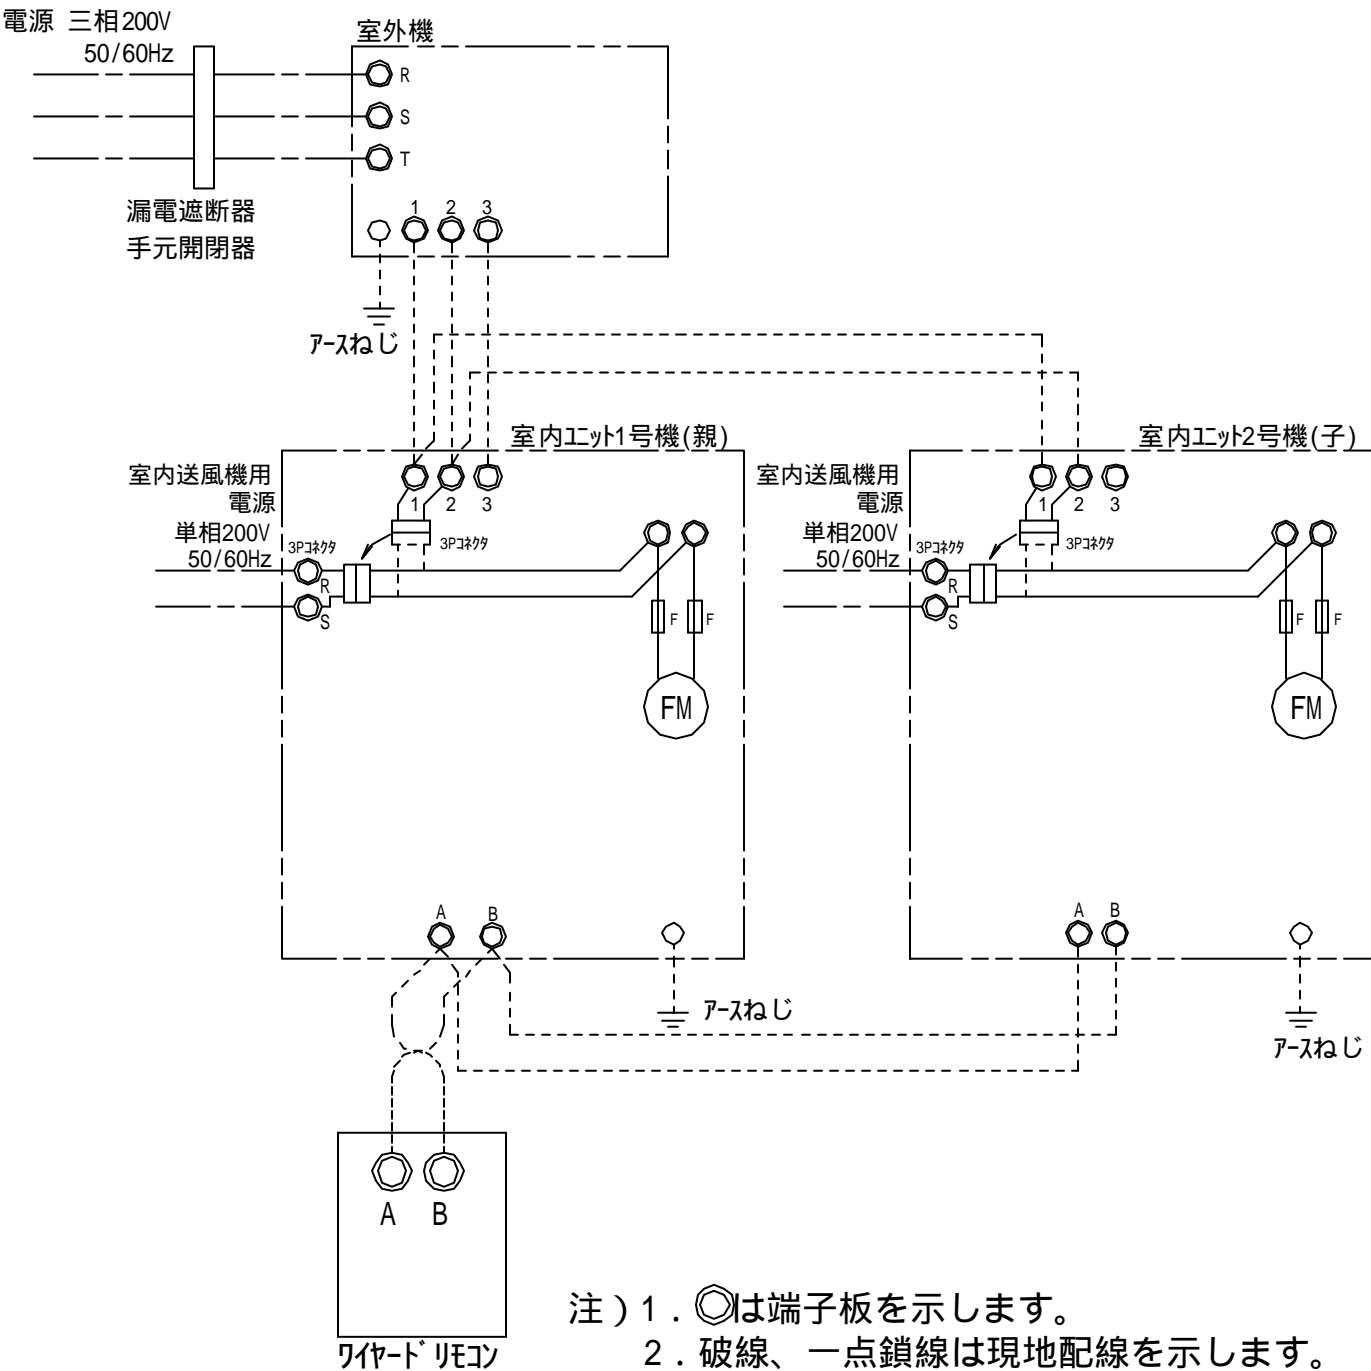 電源 三相200V
50/60Hz
室外機
R
S
T
漏電遮断器
手元開閉器
1 2 3
ｱｰｽねじ
室内ﾕﾆｯﾄ1号機(親)
室内送風機用
電源
単相200V
50/60Hz
1 2 3
3Pｺﾈｸﾀ
3Pｺﾈｸﾀ
R
S
F F
FM
A B
ｱｰｽねじ
室内ﾕﾆｯﾄ2号機(子)
室内送風機用
電源
単相200V
50/60Hz
1 2 3
3Pｺﾈｸﾀ
3Pｺﾈｸﾀ
R
S
F F
FM
A B
ｱｰｽねじ
A B
ﾜｲﾔｰﾄﾞﾘﾓｺﾝ
注）1．◎は端子板を示します。
2．破線、一点鎖線は現地配線を示します。